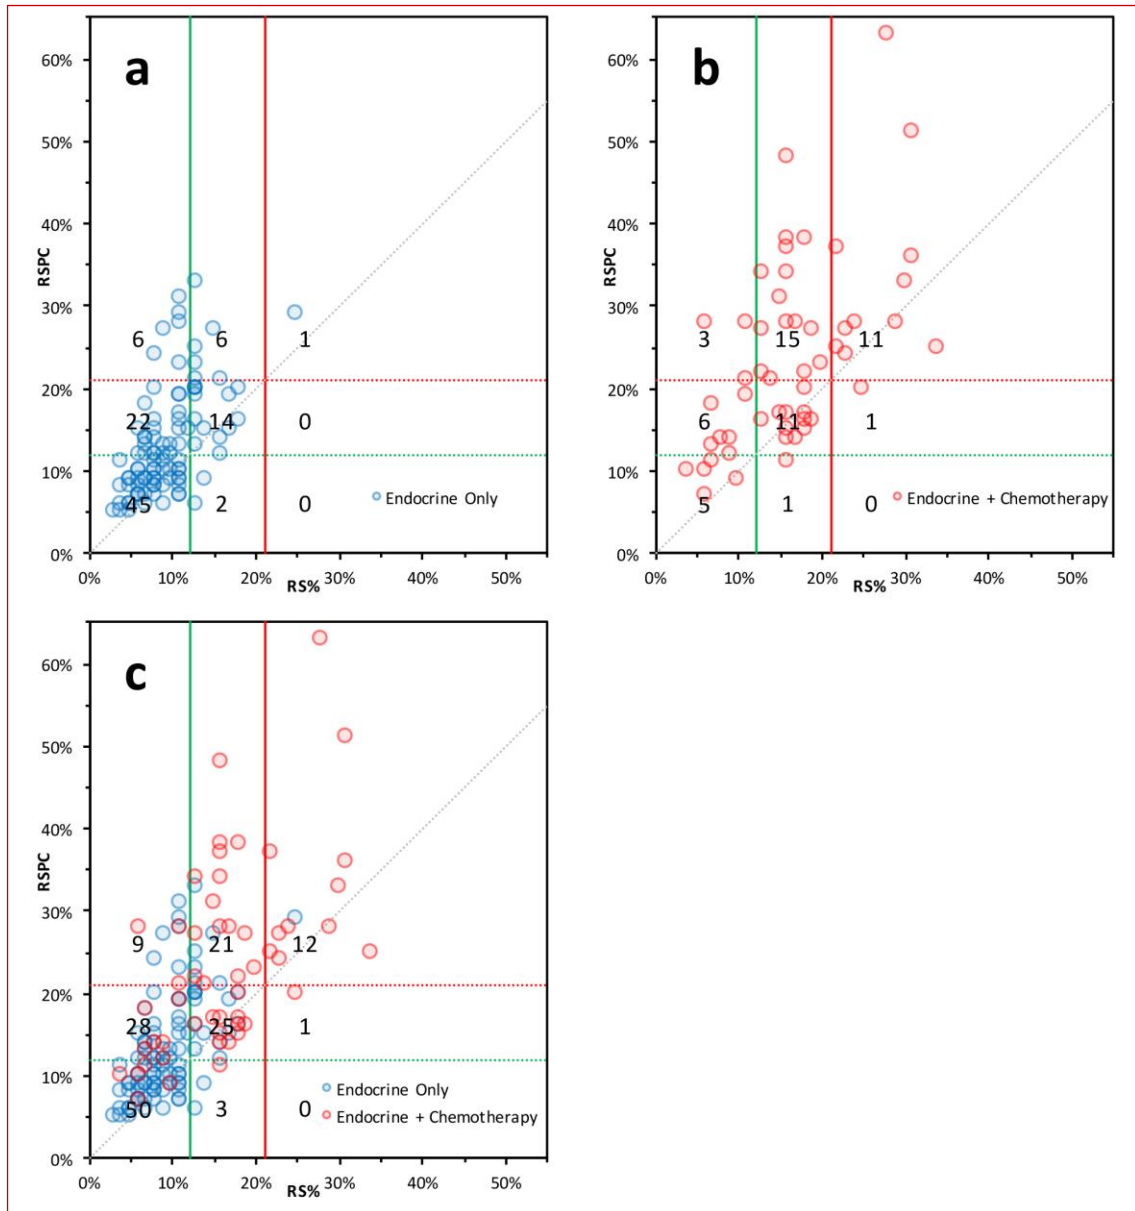 a
60%
50%
40%
30%
20%
10%
0%
RSPC
6 6 1
22 14 0
45 2 0
Endocrine Only
0% 10% 20% 30% 40% 50%
RS%
b
60%
50%
40%
30%
20%
10%
0%
RSPC
3 15 11
6 11 1
5 1 0
Endocrine + Chemotherapy
0% 10% 20% 30% 40% 50%
RS%
c
60%
50%
40%
30%
20%
10%
0%
RSPC
9 21 12
28 25 1
50 3 0
Endocrine Only
Endocrine + Chemotherapy
0% 10% 20% 30% 40% 50%
RS%